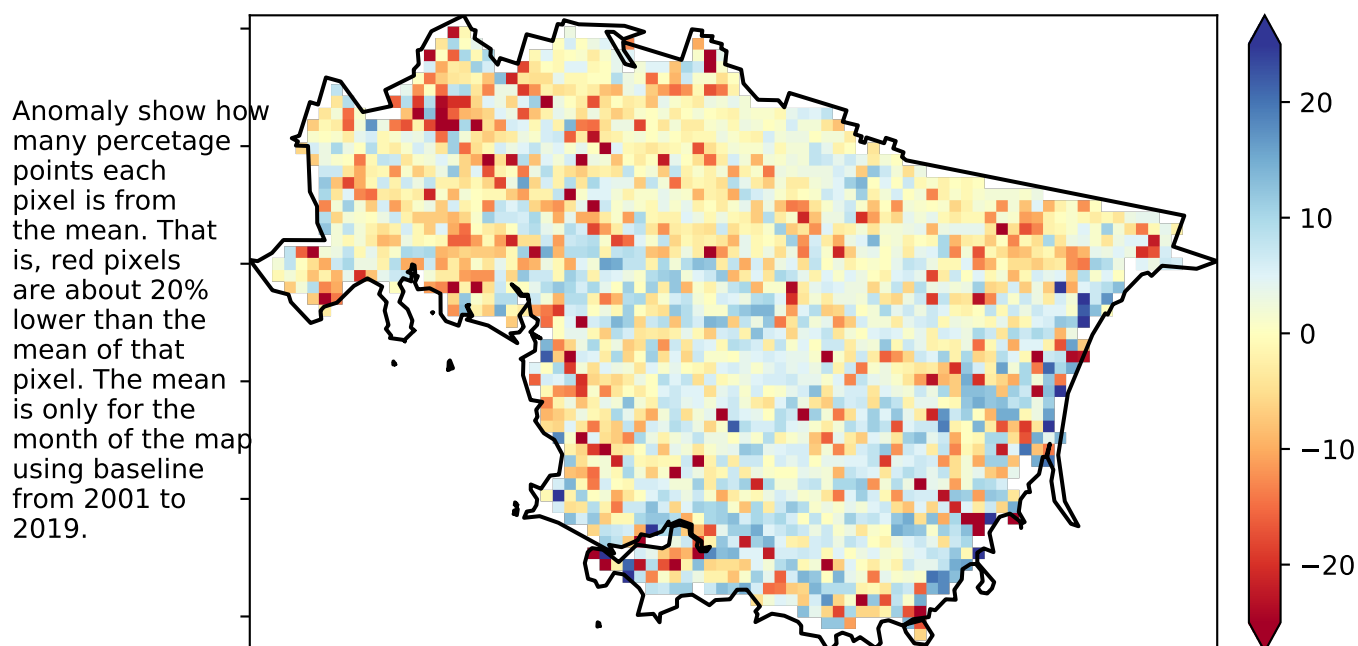 Anomaly show how
many percetage
points each
pixel is from
the mean. That
is, red pixels
are about 20%
lower than the
mean of that
pixel. The mean
is only for the
month of the map
using baseline
from 2001 to
2019.
20
10
0
−10
−20